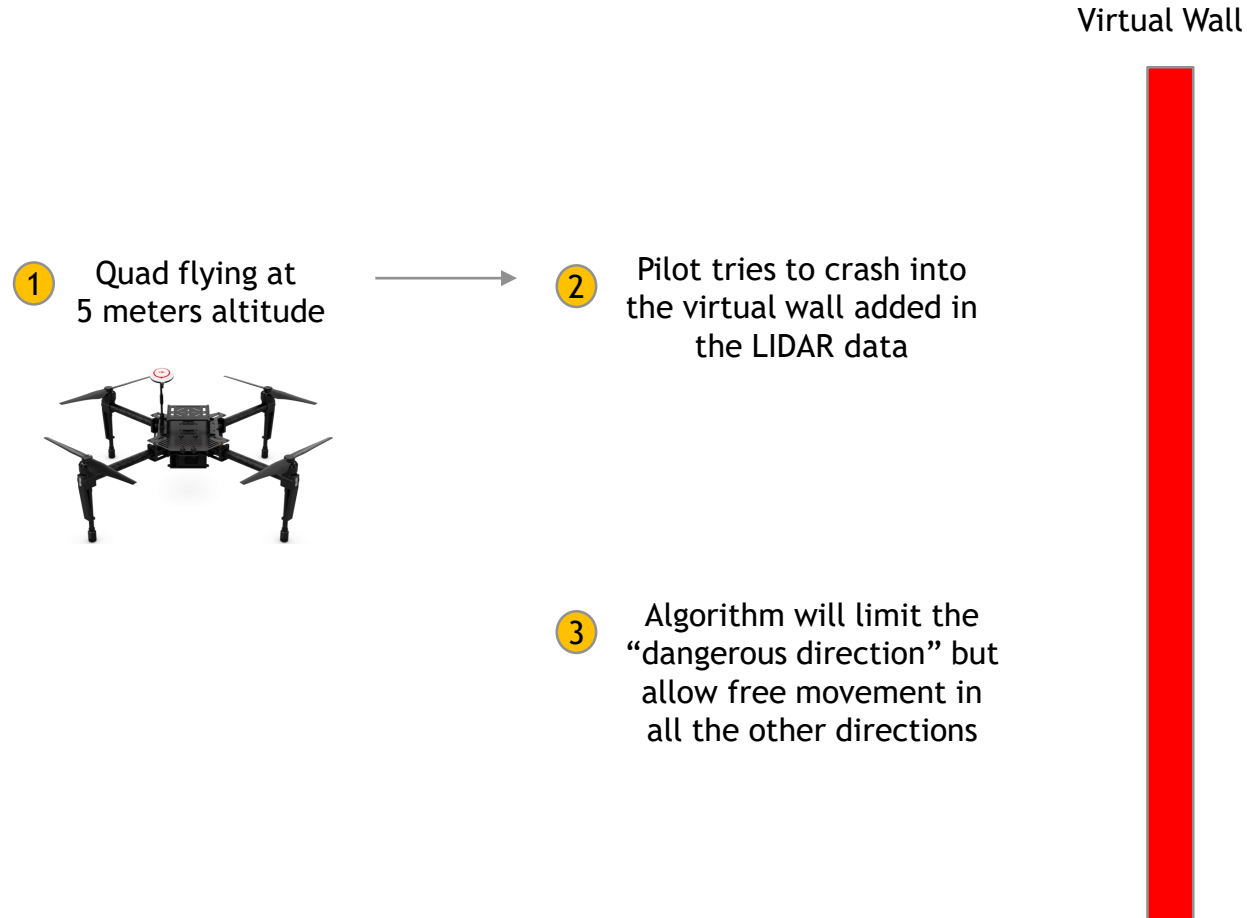 Virtual Wall
1
Quad flying at
5 meters altitude
2
Pilot tries to crash into
the virtual wall added in
the LIDAR data
3
Algorithm will limit the
“dangerous direction” but
allow free movement in
all the other directions